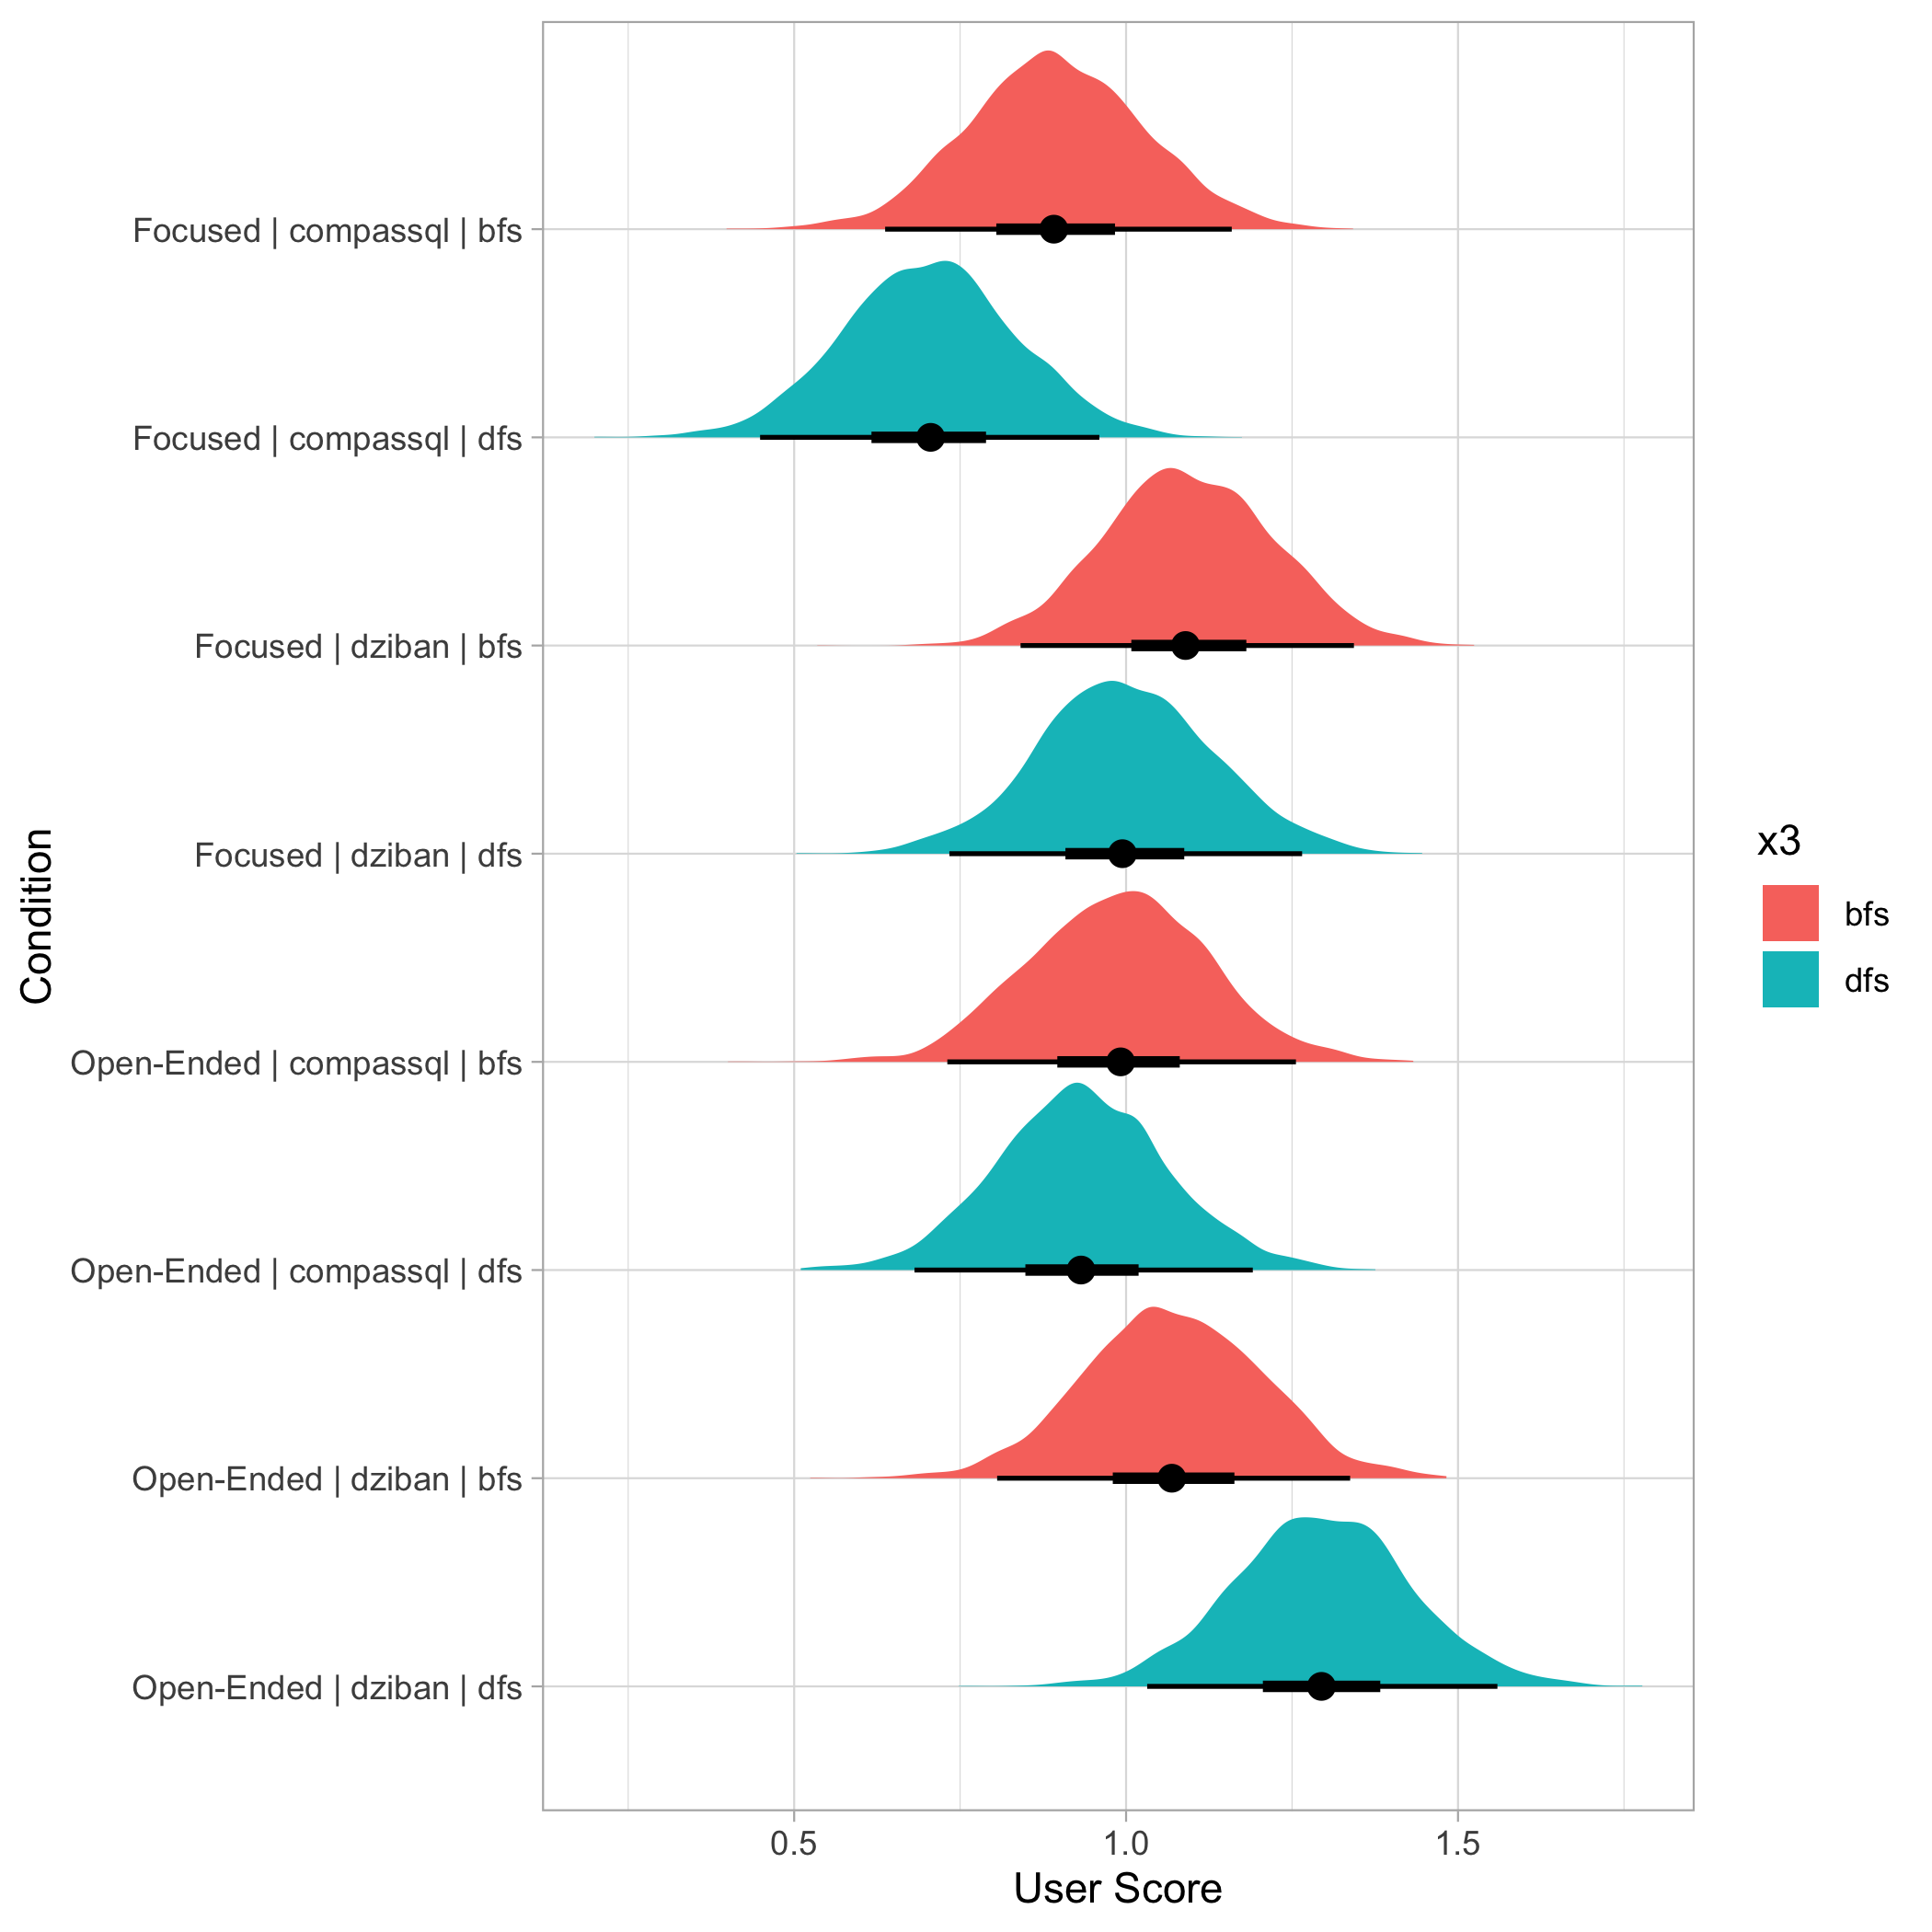 Focused | compassql | bfs
Focused | compassql | dfs
Focused | dziban | bfs
Focused | dziban | dfs
Open-Ended | compassql | bfs
Open-Ended | compassql | dfs
Open-Ended | dziban | bfs
Open-Ended | dziban | dfs
Condition
0.5 1.0 1.5
User Score
x3
bfs
dfs